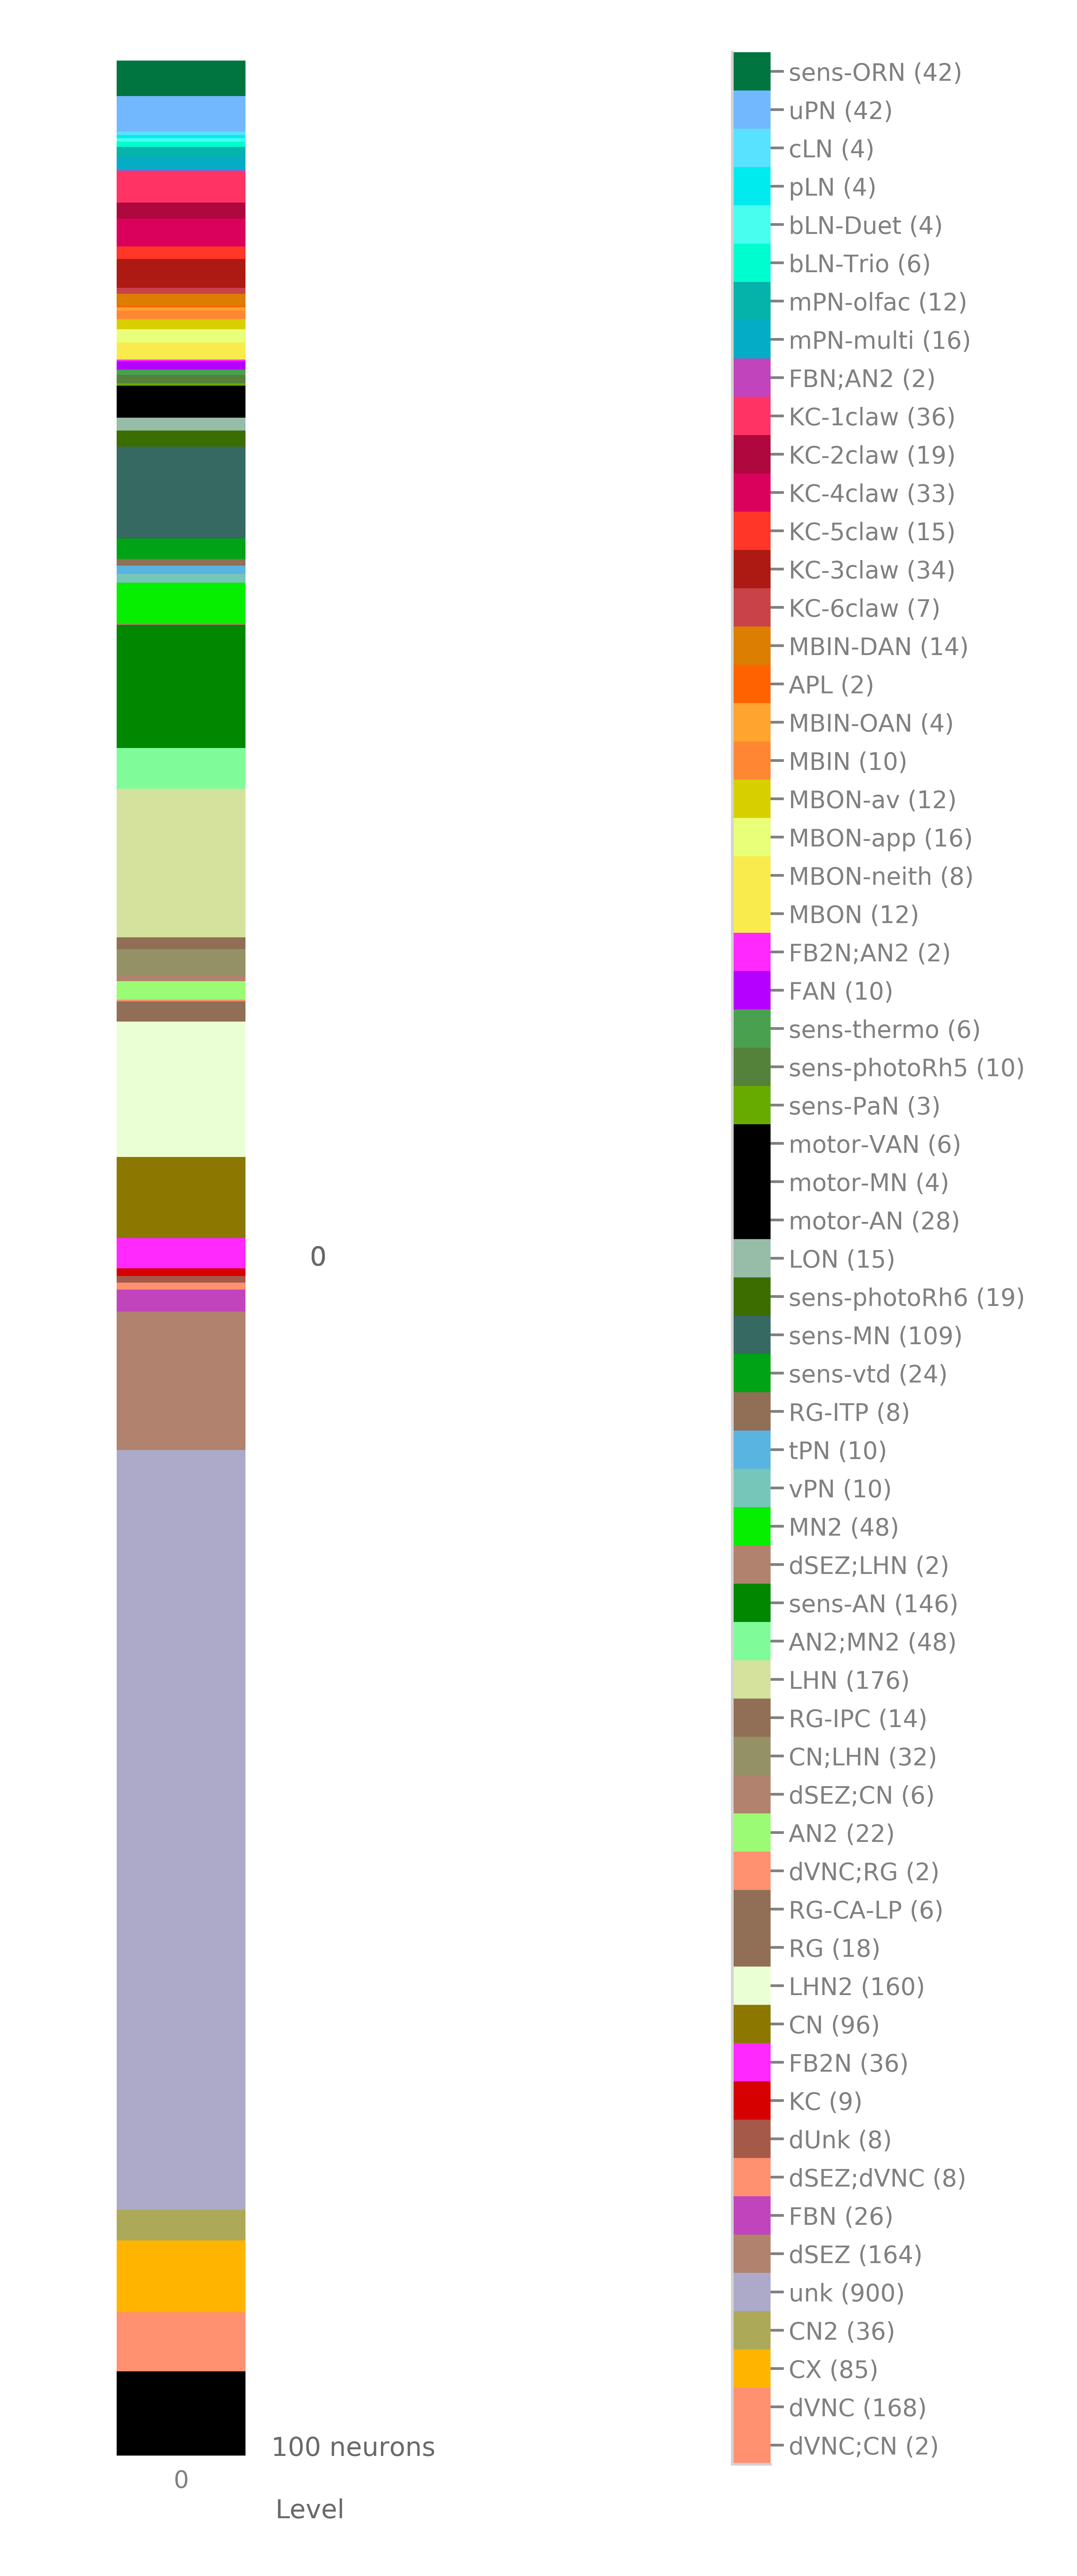 sens-ORN (42)
uPN (42)
cLN (4)
pLN (4)
bLN-Duet (4)
bLN-Trio (6)
mPN-olfac (12)
mPN-multi (16)
FBN;AN2 (2)
KC-1claw (36)
KC-2claw (19)
KC-4claw (33)
KC-5claw (15)
KC-3claw (34)
KC-6claw (7)
MBIN-DAN (14)
APL (2)
MBIN-OAN (4)
MBIN (10)
MBON-av (12)
MBON-app (16)
MBON-neith (8)
MBON (12)
FB2N;AN2 (2)
FAN (10)
sens-thermo (6)
sens-photoRh5 (10)
sens-PaN (3)
motor-VAN (6)
motor-MN (4)
motor-AN (28)
LON (15)
sens-photoRh6 (19)
sens-MN (109)
sens-vtd (24)
RG-ITP (8)
tPN (10)
vPN (10)
MN2 (48)
dSEZ;LHN (2)
sens-AN (146)
AN2;MN2 (48)
LHN (176)
RG-IPC (14)
CN;LHN (32)
dSEZ;CN (6)
AN2 (22)
dVNC;RG (2)
RG-CA-LP (6)
RG (18)
LHN2 (160)
CN (96)
FB2N (36)
KC (9)
dUnk (8)
dSEZ;dVNC (8)
FBN (26)
dSEZ (164)
unk (900)
CN2 (36)
CX (85)
dVNC (168)
dVNC;CN (2)
0
100 neurons
0
Level